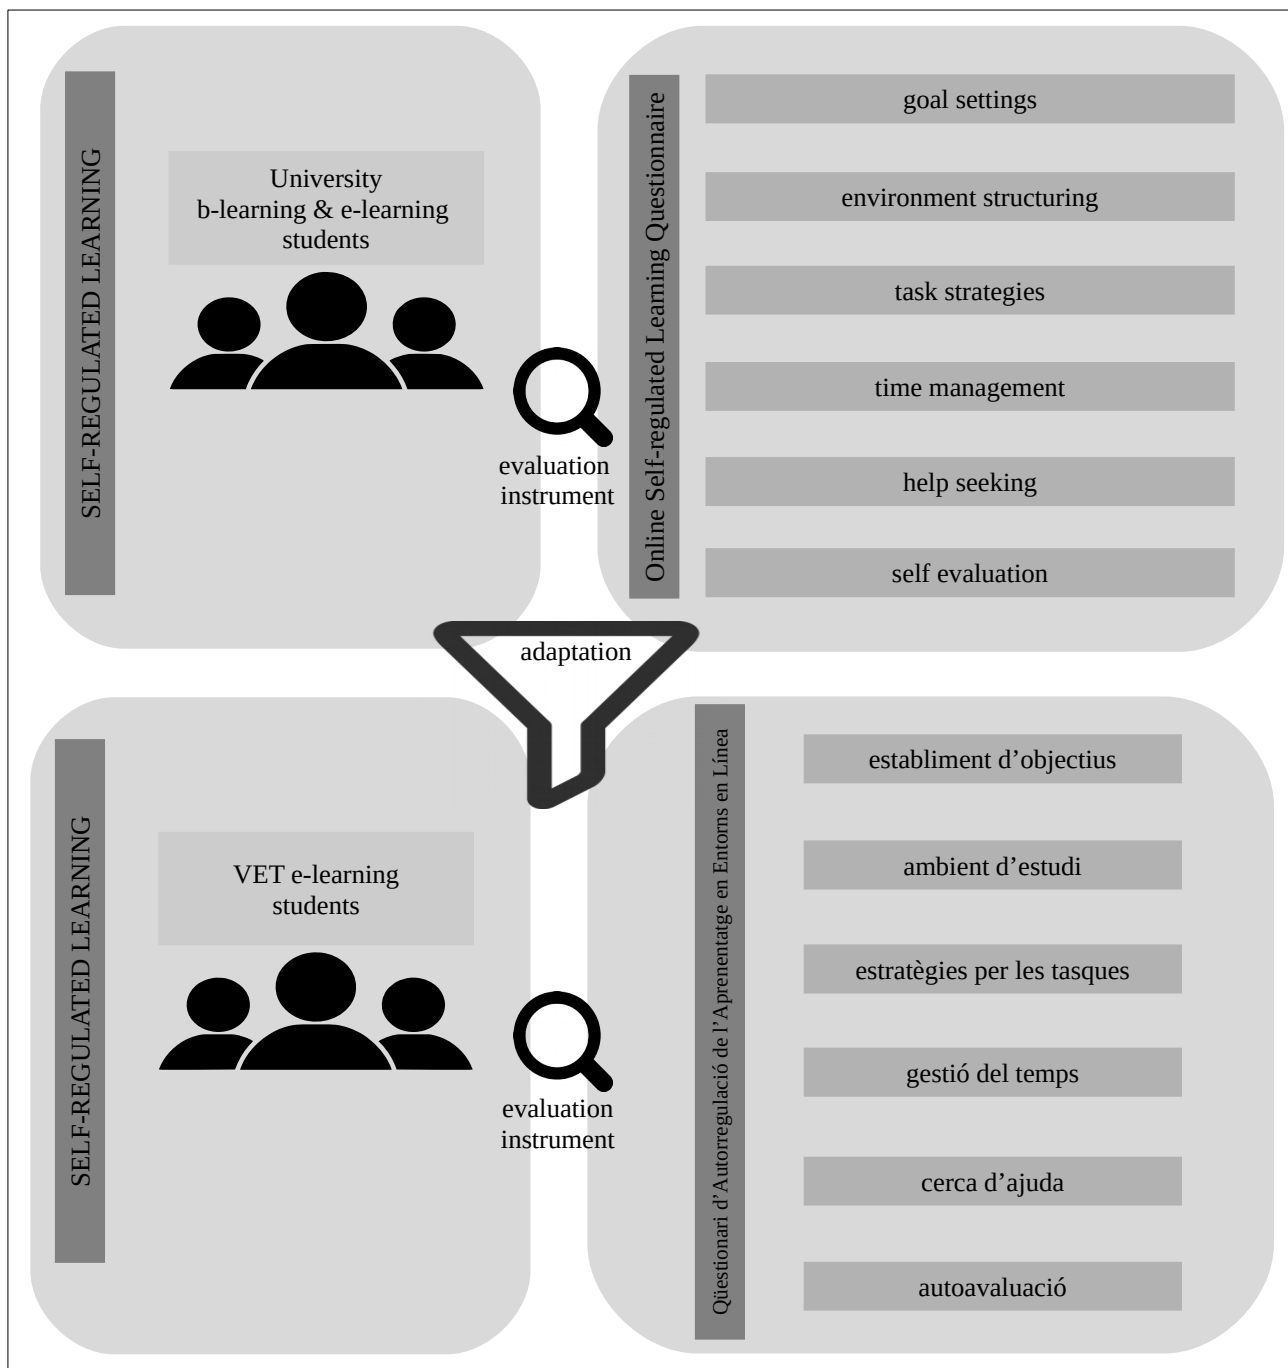 SELF-REGULATED LEARNING
University
b-learning & e-learning
students
evaluation
instrument
Online Self-regulated Learning Questionnaire
goal settings
environment structuring
task strategies
time management
help seeking
self evaluation
adaptation
SELF-REGULATED LEARNING
VET e-learning
students
evaluation
instrument
Qüestionari d’Autorregulació de l’Aprenentatge en Entorns en Línea
establiment d’objectius
ambient d’estudi
estratègies per les tasques
gestió del temps
cerca d’ajuda
autoavaluació